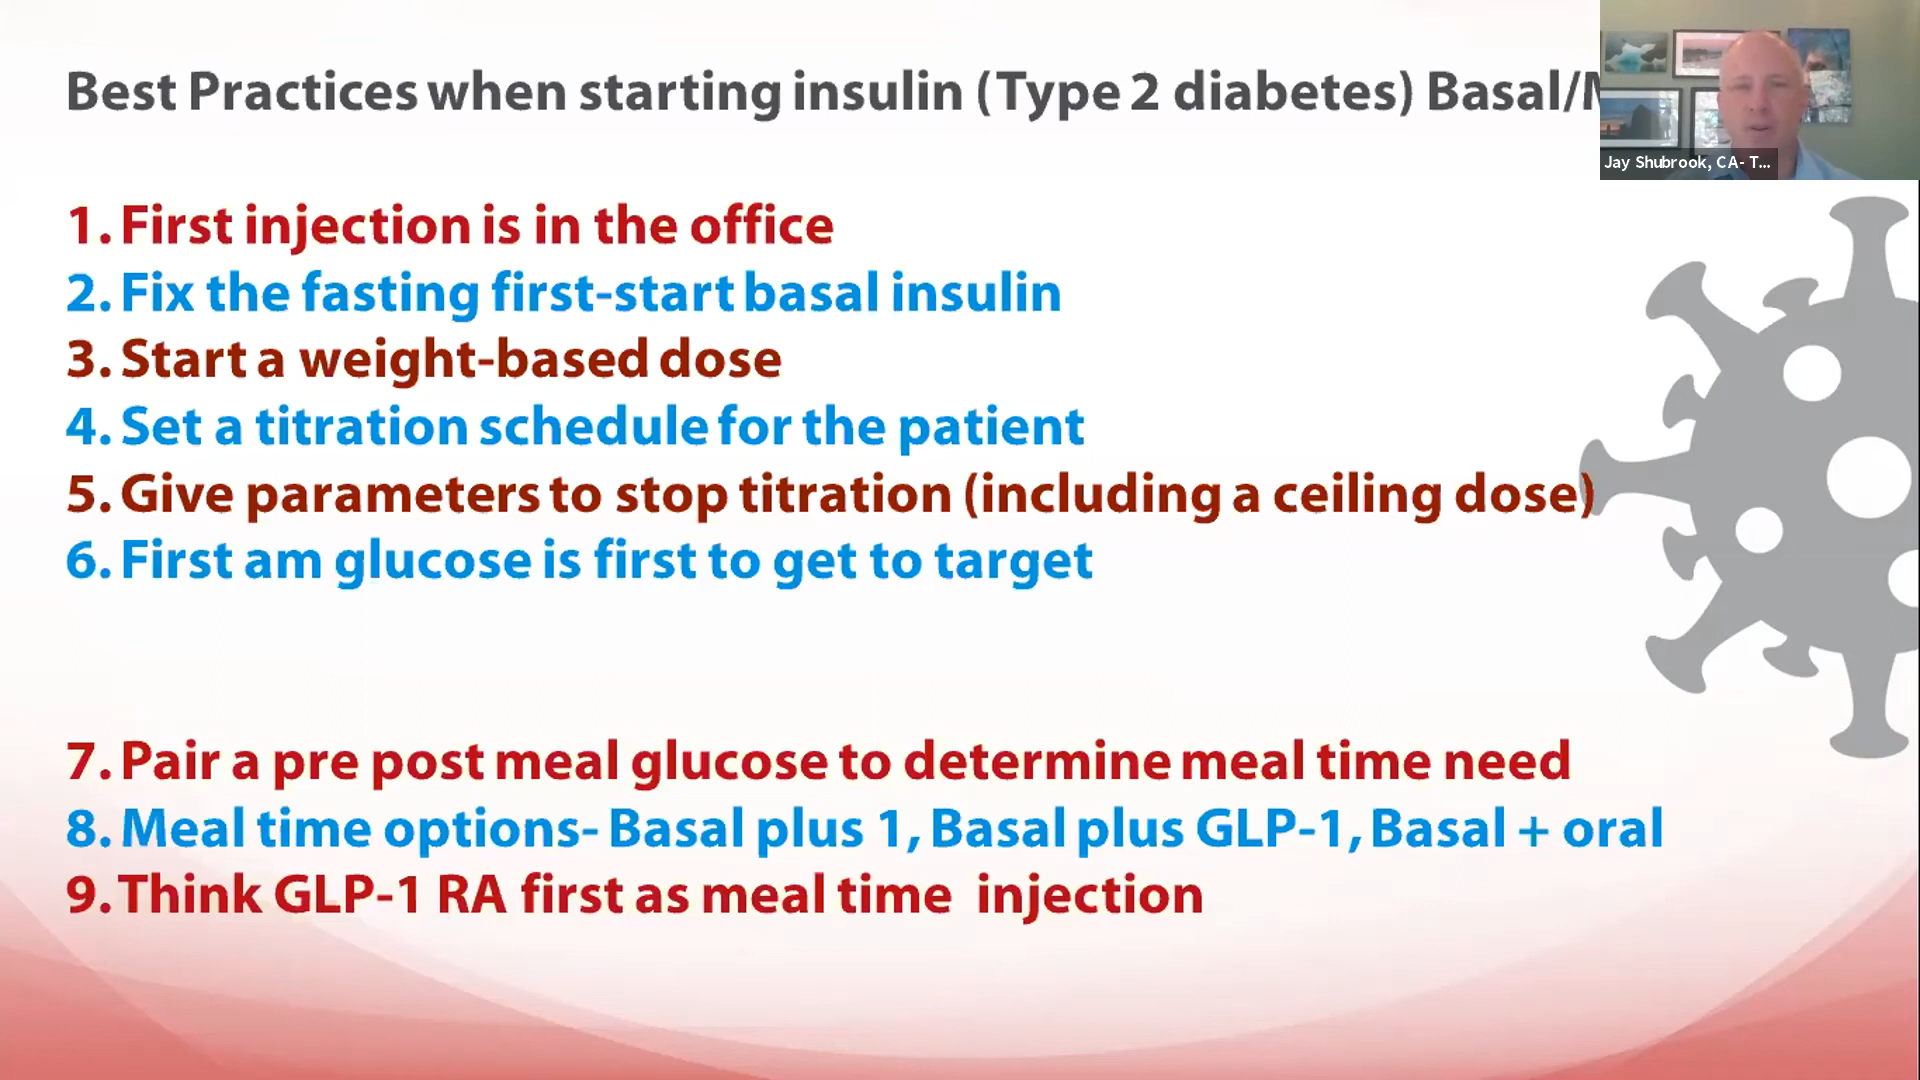 Best Practices when starting insulin (Type 2 diabetes) Basal/
Jay Shubrook, CA- T...
1. First injection is in the office
2. Fix the fasting first-start basal insulin
3. Start a weight-based dose
4. Set a titration schedule for the patient
5. Give parameters to stop titration (including a ceiling dose)
6. First am glucose is first to get to target
7. Pair a pre post meal glucose to determine meal time need
8. Meal time options- Basal plus 1, Basal plus GLP-1, Basal + oral
9. Think GLP-1 RA first as meal time injection